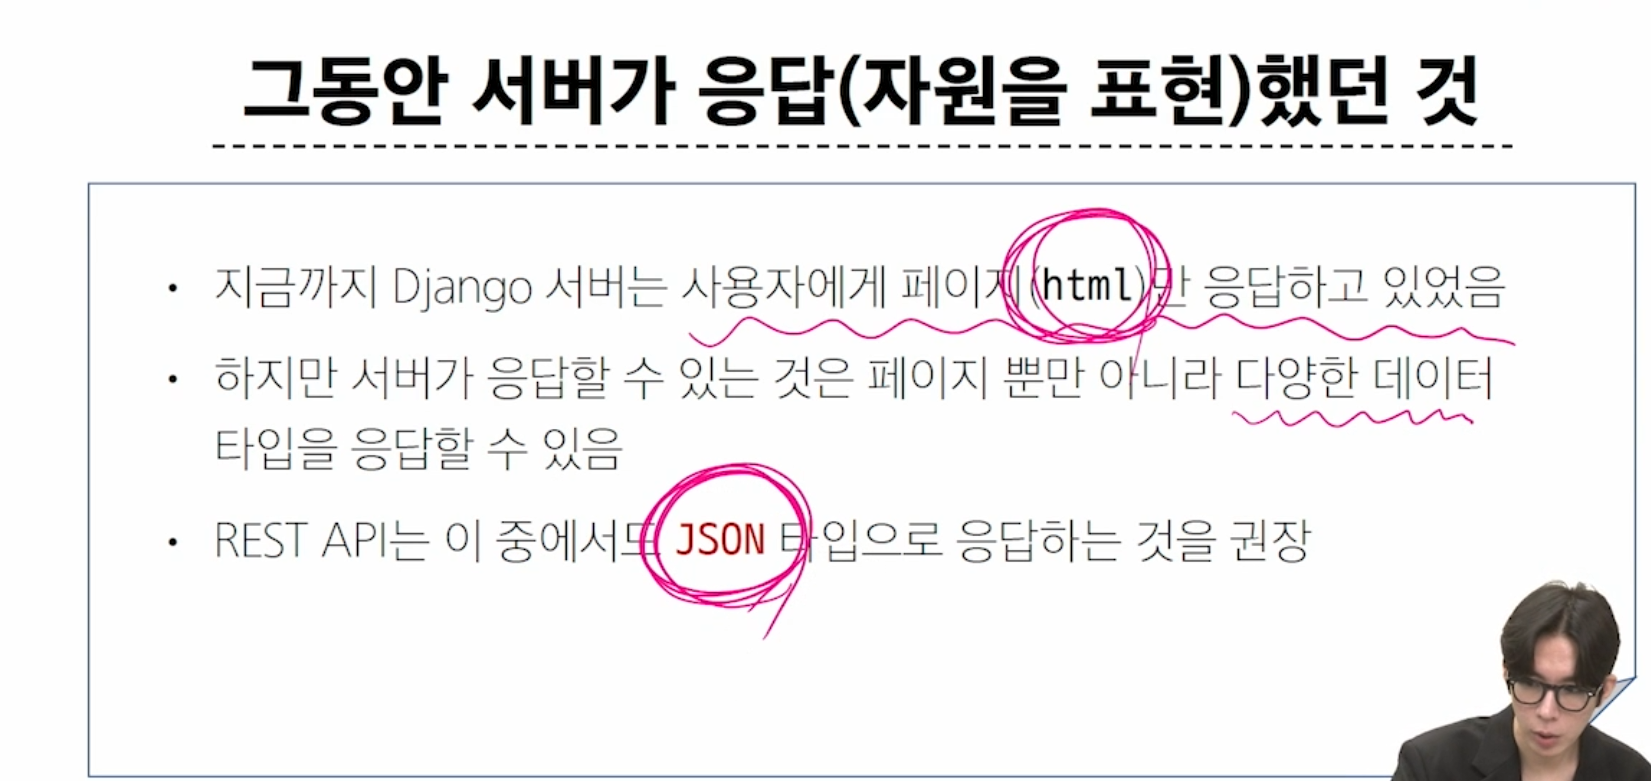 그동안 서버가 응답(자원을 표현)했던 것
• 지금까지 Django 서버는 사용자에게 페이지(html)만 응답하고 있었음
• 하지만 서버가 응답할 수 있는 것은 페이지 뿐만 아니라 다양한 데이터
타입을 응답할 수 있음
• REST API는 이 중에서도 JSON 타입으로 응답하는 것을 권장